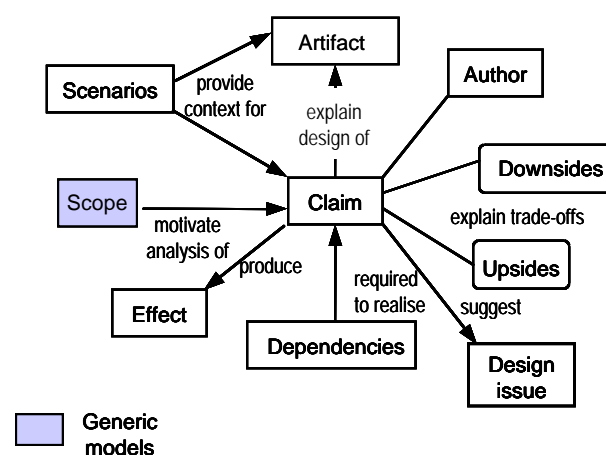 Artifact
Author
Scenarios
provide
context for
explain
design of
Downsides
Scope
Claim
explain trade-offs
motivate
analysis of
produce
Upsides
required
to realise
suggest
Effect
Dependencies
Design
issue
Generic
models